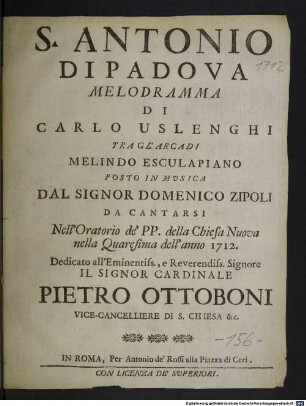 S. ANTONIO
1712
DI PADOVA
MELODRAMMA
DI
CARLO USLENGHI
TRA GL'ARCADI
MELINDO ESCULAPIANO
POSTO IN MVSICA
DAL SIGNOR DOMENICO ZIPOLI
DA CANTARSI
Nell'Oratorio de' PP. della Chiesa Nuova
nella Quaresima dell'anno 1712.
Dedicato all'Eminentiss., e Reverendiss. Signore
IL SIGNOR CARDINALE
PIETRO OTTOBONI
VICE-CANCELLIERE DI S. CHIESA &c.
-156-
IN ROMA, Per Antonio de' Rossi alla Piazza di Ceri.
CON LICENZA DE' SUPERIORI.